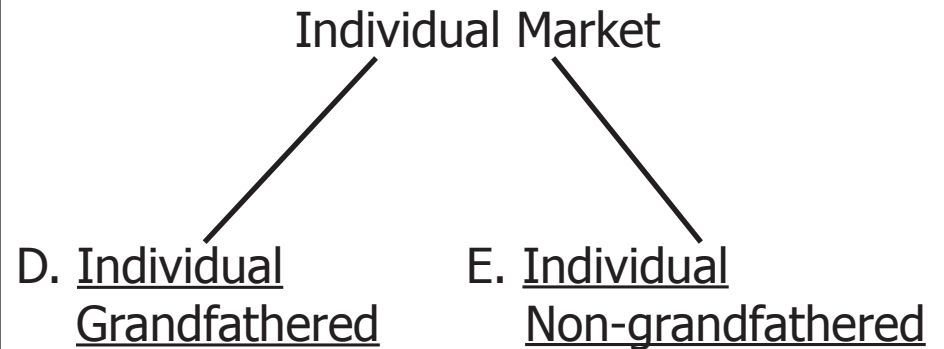 Individual Market
D. Individual
Grandfathered
E. Individual
Non-grandfathered